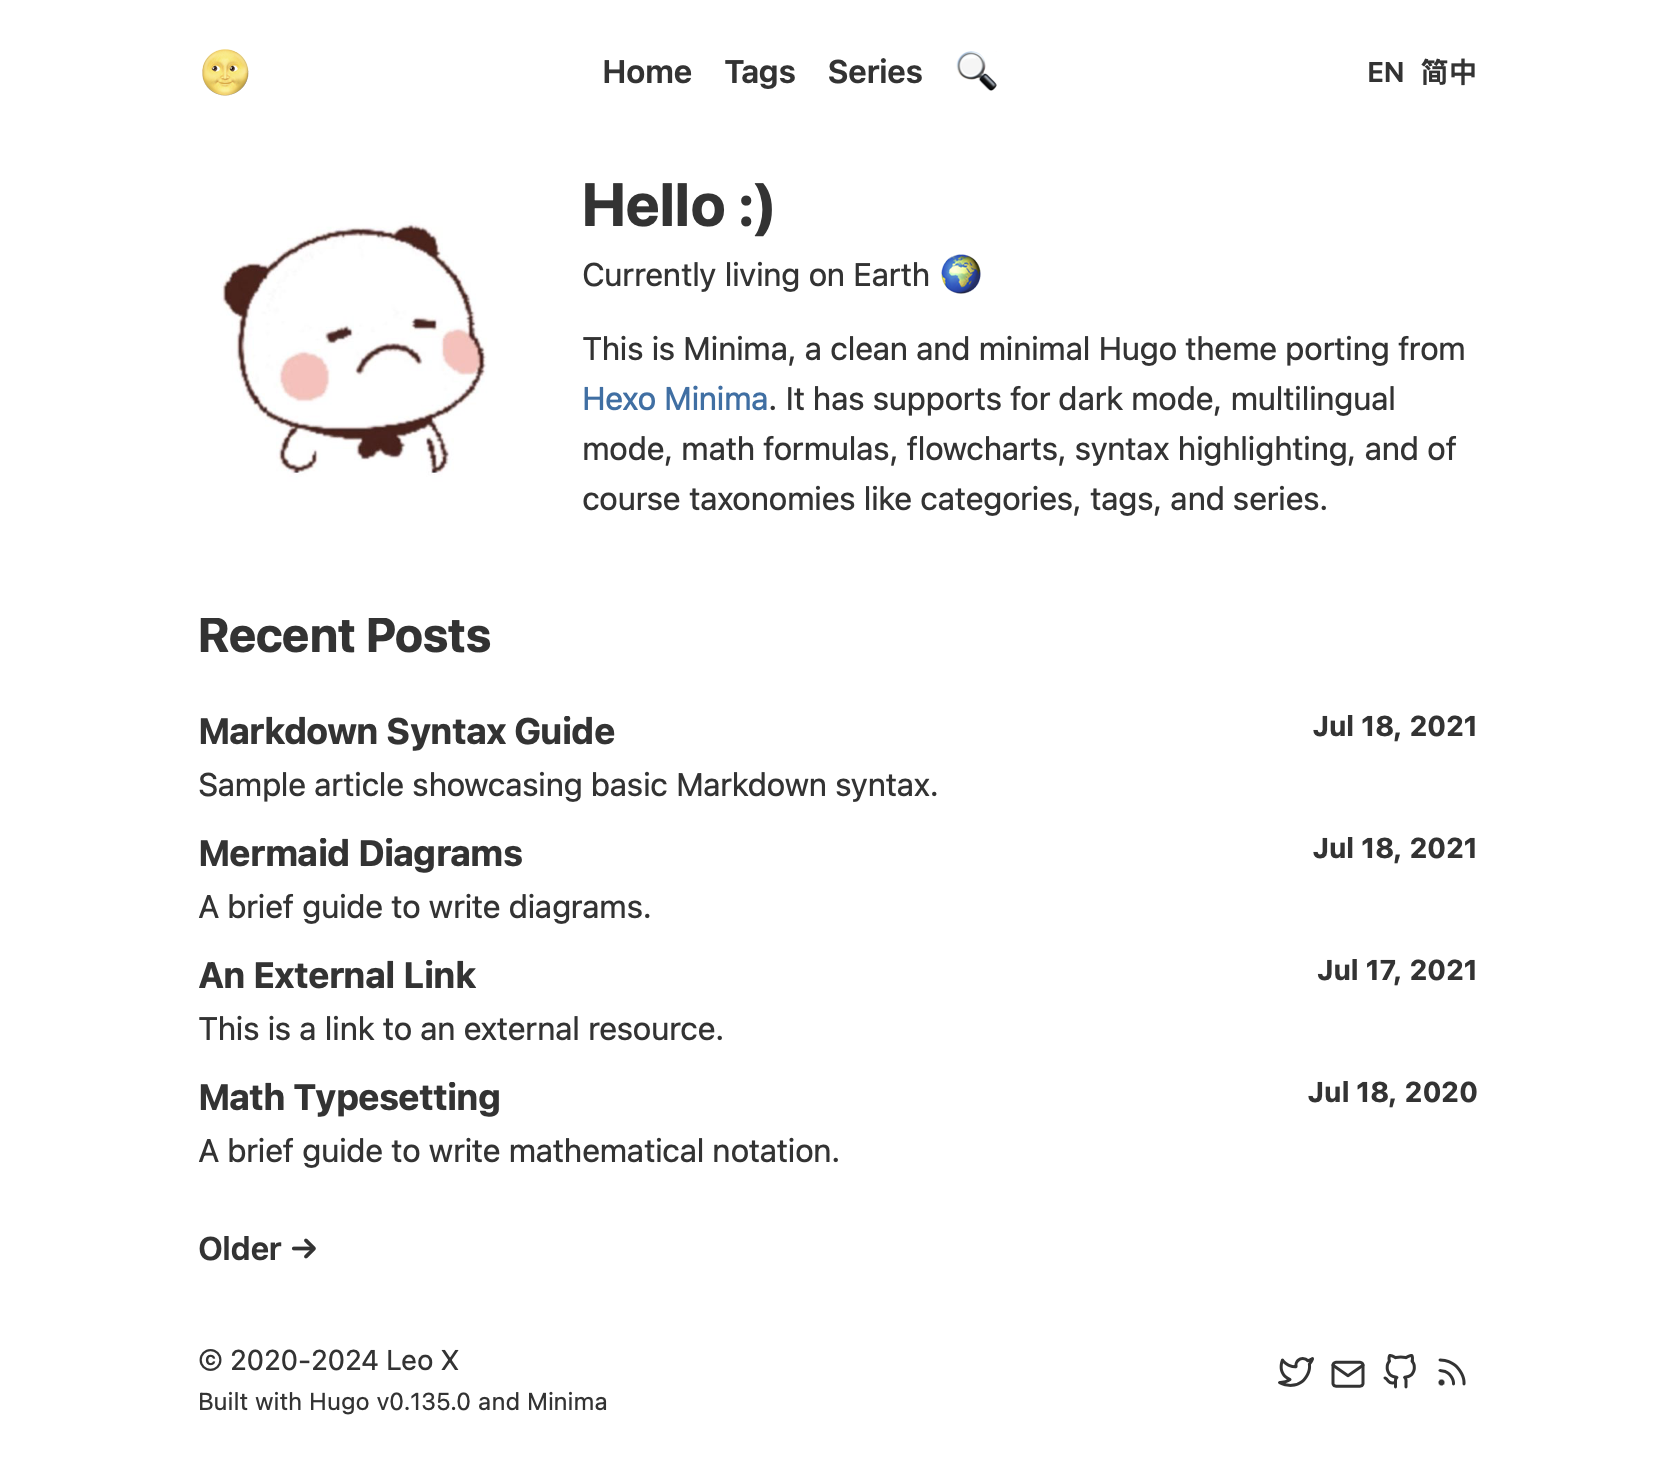 Home Tags Series EN 简中
Hello :)
Currently living on Earth
This is Minima, a clean and minimal Hugo theme porting from
Hexo Minima. It has supports for dark mode, multilingual
mode, math formulas, flowcharts, syntax highlighting, and of
course taxonomies like categories, tags, and series.
Recent Posts
Markdown Syntax Guide Jul 18, 2021
Sample article showcasing basic Markdown syntax.
Mermaid Diagrams Jul 18, 2021
A brief guide to write diagrams.
An External Link Jul 17, 2021
This is a link to an external resource.
Math Typesetting Jul 18, 2020
A brief guide to write mathematical notation.
Older →
© 2020-2024 Leo X
Built with Hugo v0.135.0 and Minima